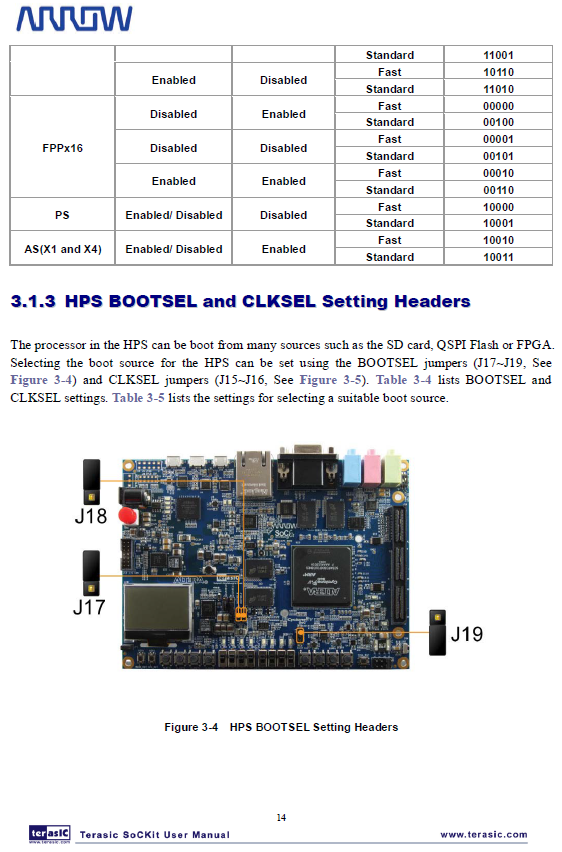 ARROW
Standard 11001
Enabled Disabled Fast 10110
Standard 11010
FPPx16 Disabled Enabled Fast 00000
Standard 00100
Disabled Disabled Fast 00001
Standard 00101
Enabled Enabled Fast 00010
Standard 00110
PS Enabled/ Disabled Disabled Fast 10000
Standard 10001
AS(X1 and X4) Enabled/ Disabled Enabled Fast 10010
Standard 10011
3.1.3 HPS BOOTSEL and CLKSEL Setting Headers
The processor in the HPS can be boot from many sources such as the SD card, QSPI Flash or FPGA.
Selecting the boot source for the HPS can be set using the BOOTSEL jumpers (J17~J19, See
Figure 3-4) and CLKSEL jumpers (J15~J16, See Figure 3-5). Table 3-4 lists BOOTSEL and
CLKSEL settings. Table 3-5 lists the settings for selecting a suitable boot source.
J18
ARROW
SoCKit
J17
ALTERA
J19
Figure 3-4 HPS BOOTSEL Setting Headers
14
terasIC
www.terasic.com
Terasic SoCKit User Manual
www.terasic.com